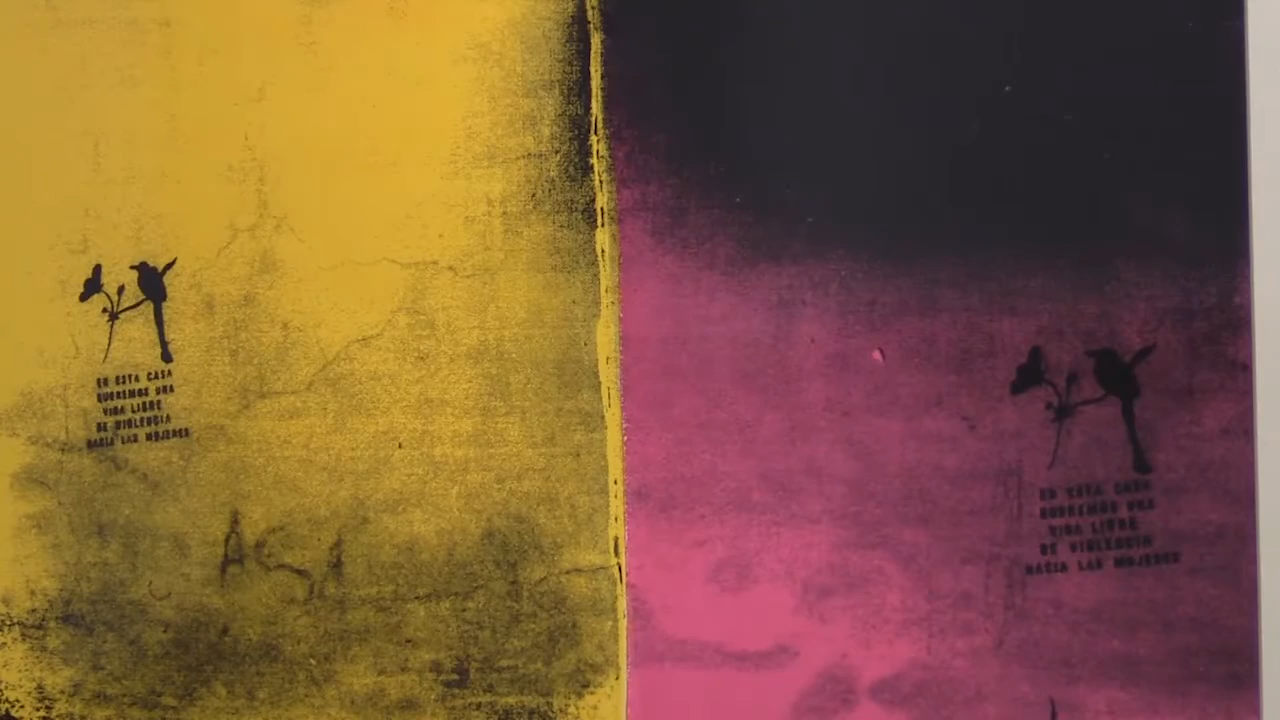 EN ESTA CASA
QUEREMOS UNA
VIDA LIBRE
DE VIOLENCIA
HACIA LAS MUJERES
ASA
EN ESTA CASA
QUEREMOS UNA
VIDA LIBRE
DE VIOLENCIA
HACIA LAS MUJERES